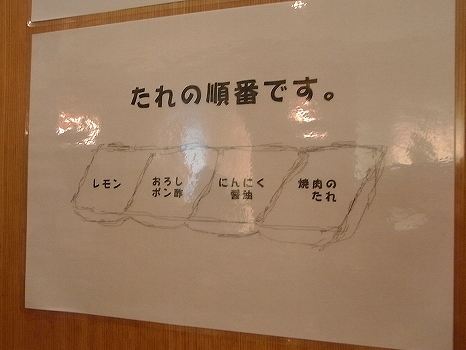 たれの順番です。
レモン
おろし
ポン酢
にんにく
醤油
焼肉の
たれ